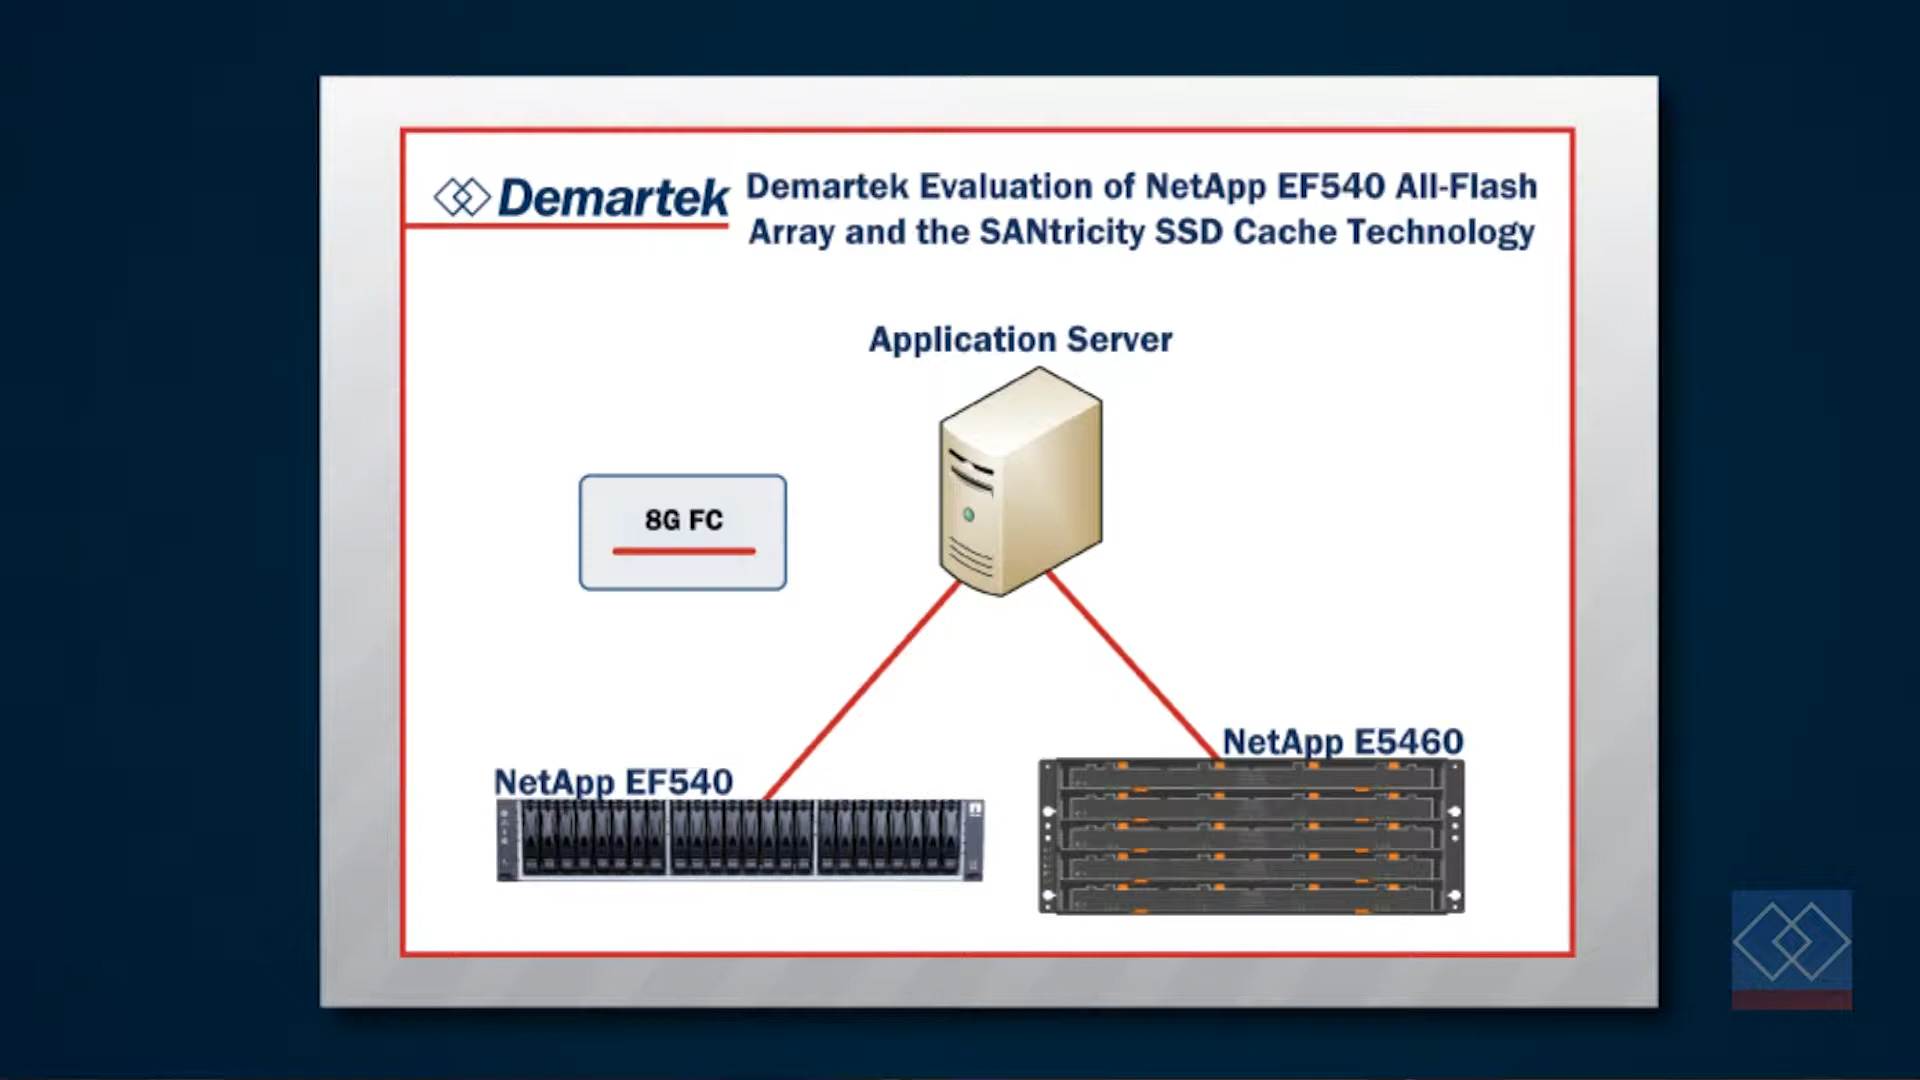 Demartek
Demartek Evaluation of NetApp EF540 All-Flash
Array and the SANtricity SSD Cache Technology
Application Server
8G FC
NetApp E5460
NetApp EF540